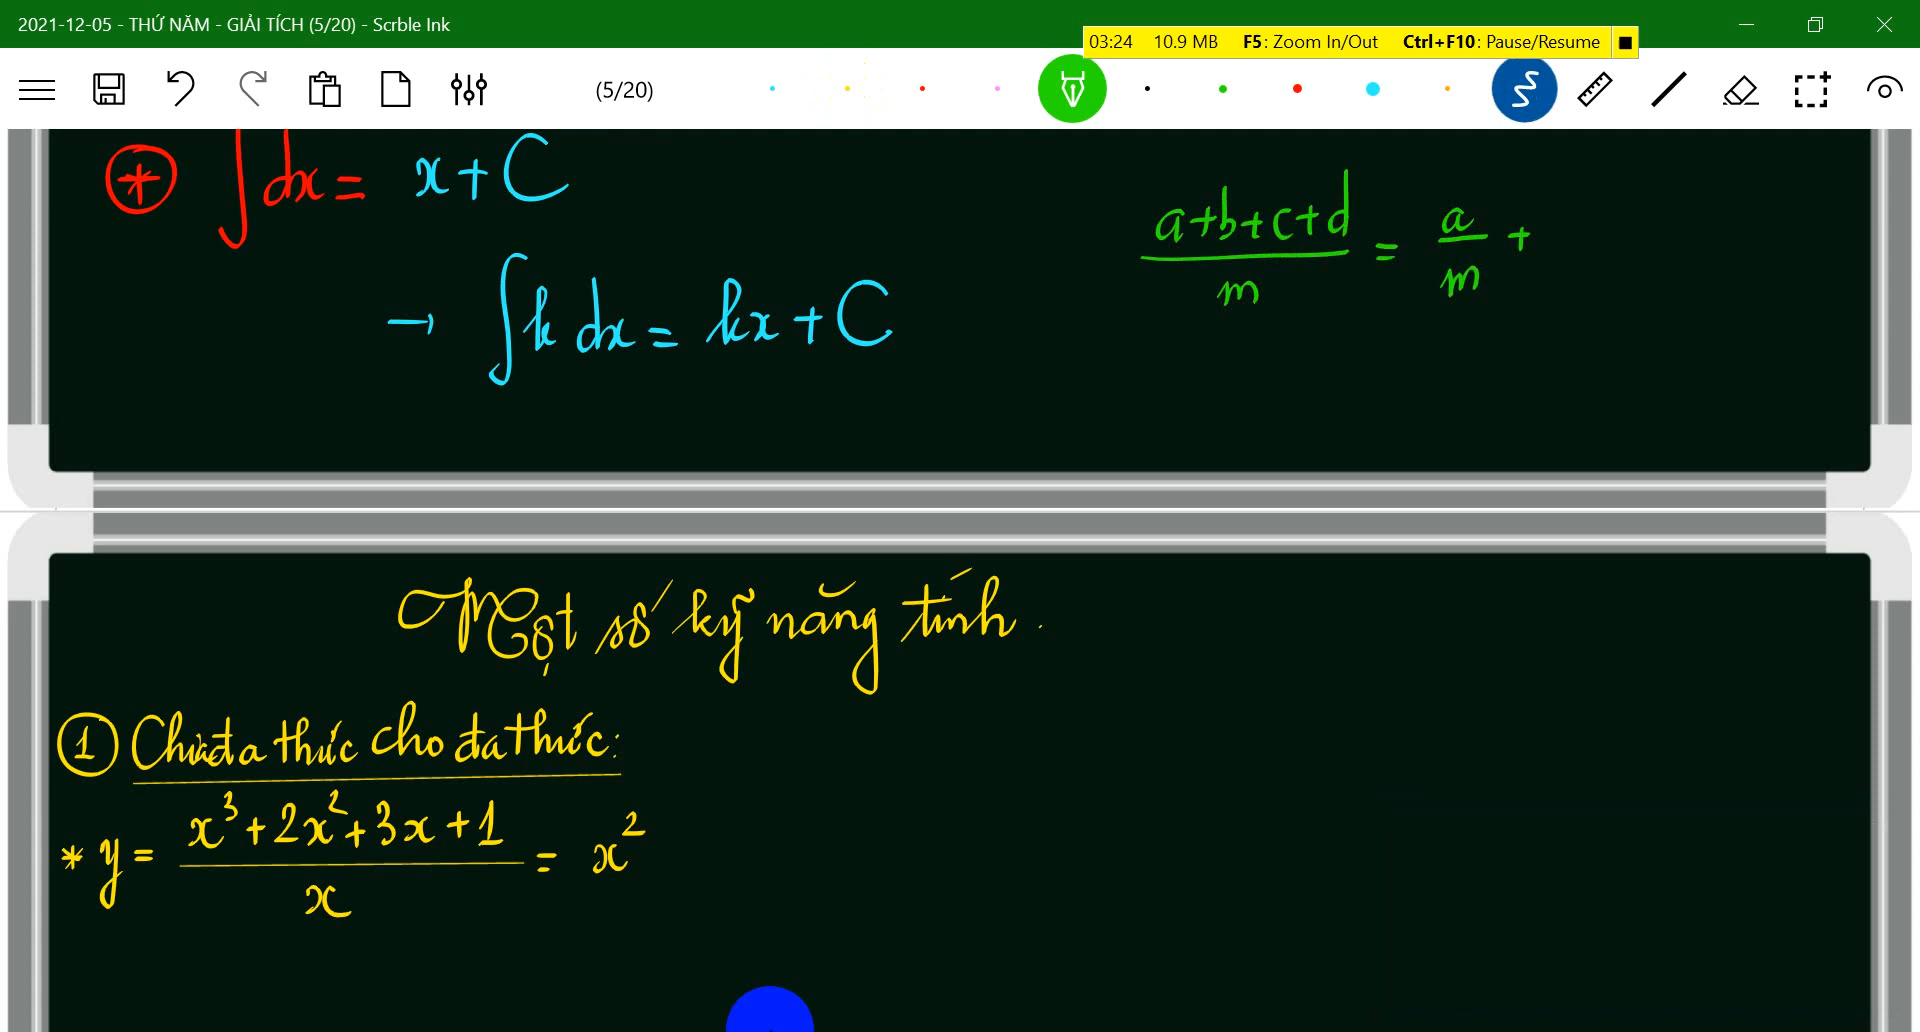 2021-12-05 - THỨ NĂM - GIẢI TÍCH (5/20) - Scrble Ink
03:24 10.9 MB F5: Zoom In/Out Ctrl+F10: Pause/Resume
(5/20)
⊛ ∫dx = x + C
→ ∫k dx = kx + C
(a+b+c+d)/m = a/m +
Một số kỹ năng tính.
① Chia đa thức cho đa thức:
* y = (x³ + 2x² + 3x + 1)/x = x²